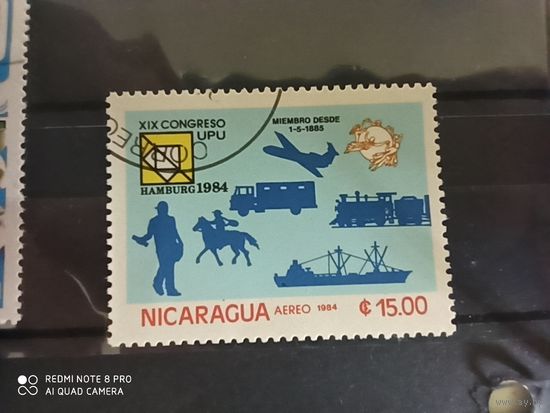 XIX CONGRESO
UPU
MIEMBRO DESDE
1-5-1885
CORREO
HAMBURG 1984
NICARAGUA AEREO 1984 ₡ 15.00
REDMI NOTE 8 PRO
AI QUAD CAMERA